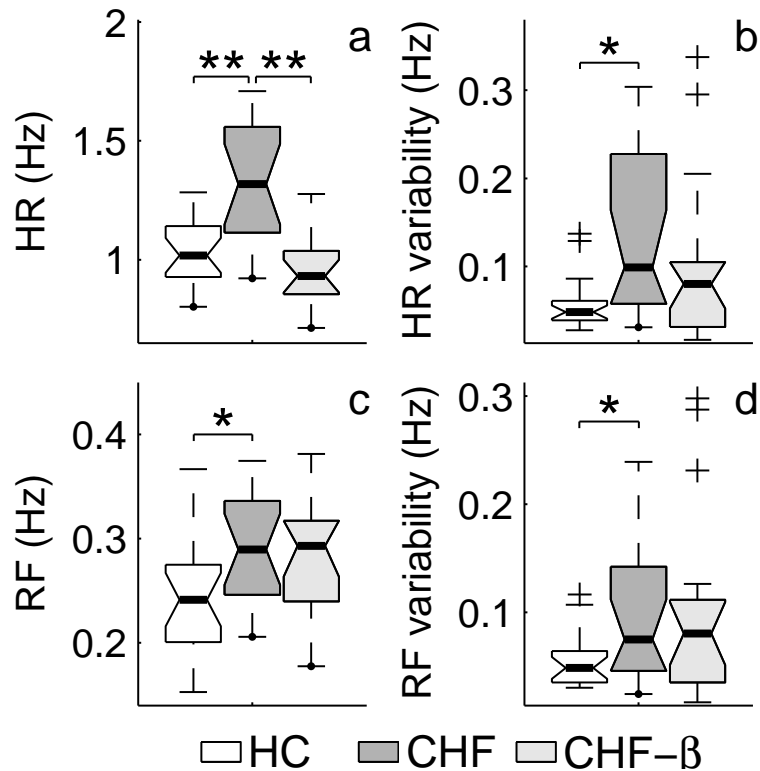 2 a
** **
1.5
1
HR (Hz)
b
*
0.3
0.2
0.1
HR variability (Hz)
c
*
0.4
0.3
0.2
RF (Hz)
0.3 d
*
0.2
0.1
RF variability (Hz)
HC CHF CHF−β